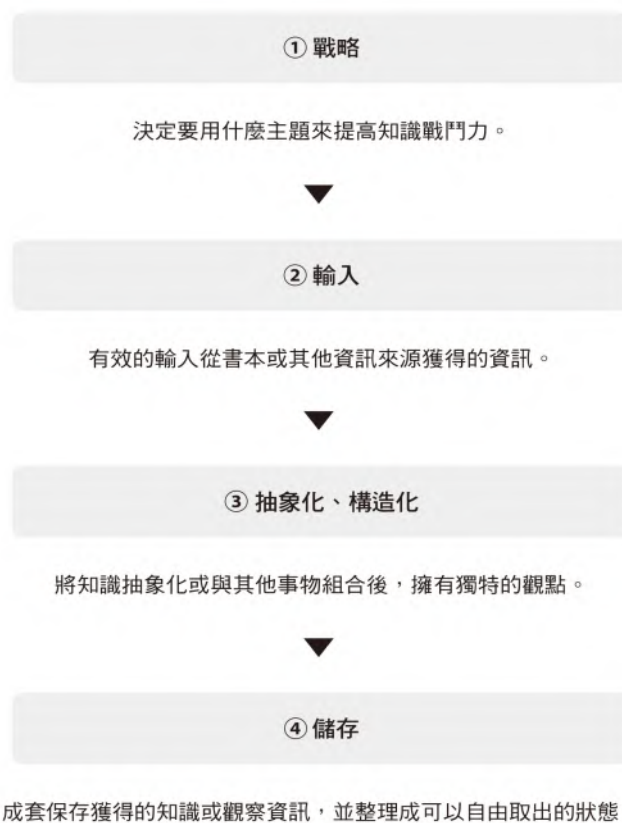 ① 戰略
決定要用什麼主題來提高知識戰鬥力。
② 輸入
有效的輸入從書本或其他資訊來源獲得的資訊。
③ 抽象化、構造化
將知識抽象化或與其他事物組合後，擁有獨特的觀點。
④ 儲存
成套保存獲得的知識或觀察資訊，並整理成可以自由取出的狀態